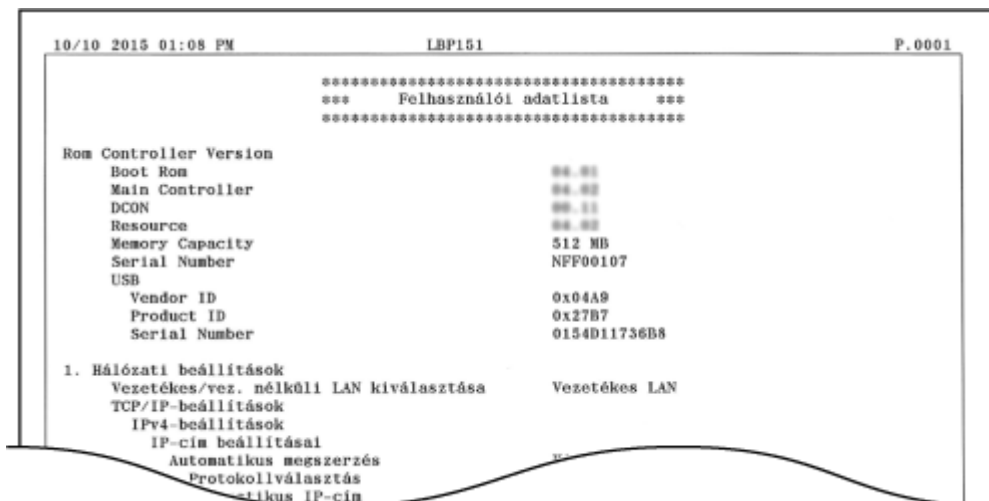 10/10 2015 01:08 PM LBP151 P.0001
**************************************
*** Felhasználói adatlista ***
**************************************
Rom Controller Version
Boot Rom
Main Controller
DCON
Resource
Memory Capacity 512 MB
Serial Number NFF00107
USB
Vendor ID 0x04A9
Product ID 0x27B7
Serial Number 0154D11736B8
1. Hálózati beállítások
Vezetékes/vez. nélküli LAN kiválasztása Vezetékes LAN
TCP/IP-beállítások
IPv4-beállítások
IP-cím beállításai
Automatikus megszerzés
Protokollválasztás
IP-cím